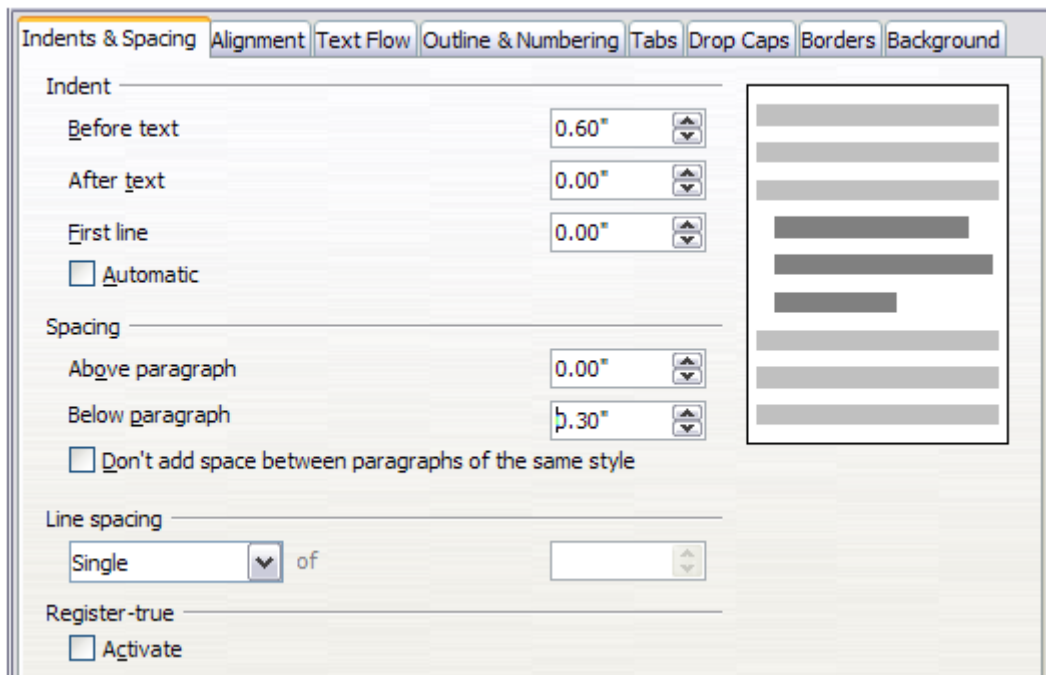 Indents & Spacing Alignment Text Flow Outline & Numbering Tabs Drop Caps Borders Background
Indent
Before text 0.60"
After text 0.00"
First line 0.00"
Automatic
Spacing
Above paragraph 0.00"
Below paragraph 0.30"
Don't add space between paragraphs of the same style
Line spacing
Single of
Register-true
Activate